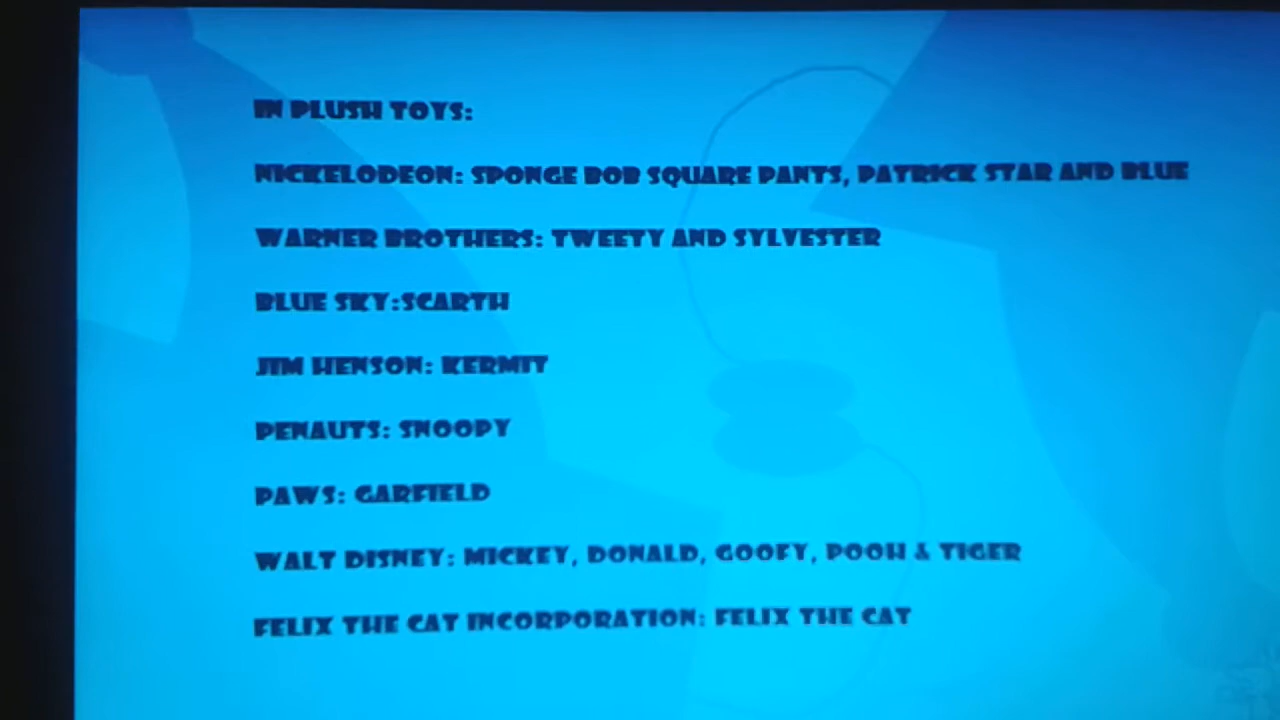 IN PLUSH TOYS:
NICKELODEON: SPONGE BOB SQUARE PANTS, PATRICK STAR AND BLUE
WARNER BROTHERS: TWEETY AND SYLVESTER
BLUE SKY:SCARTH
JIM HENSON: KERMIT
PENAUTS: SNOOPY
PAWS: GARFIELD
WALT DISNEY: MICKEY, DONALD, GOOFY, POOH & TIGER
FELIX THE CAT INCORPORATION: FELIX THE CAT